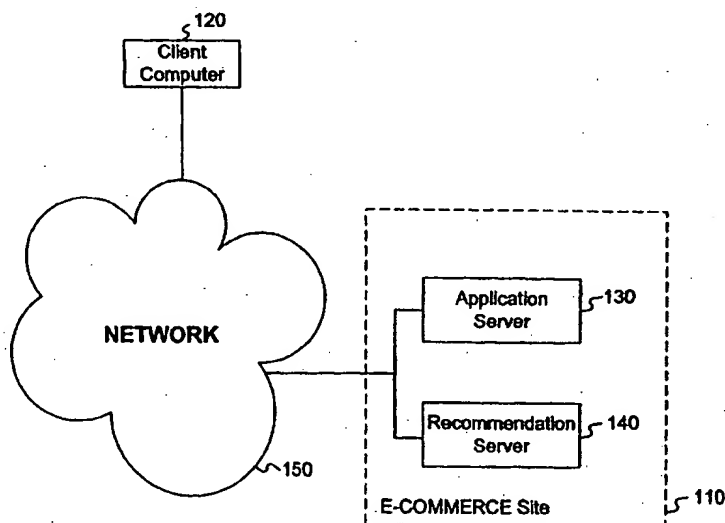 120
Client
Computer
NETWORK
150
Application
Server
130
Recommendation
Server
140
E-COMMERCE Site
110